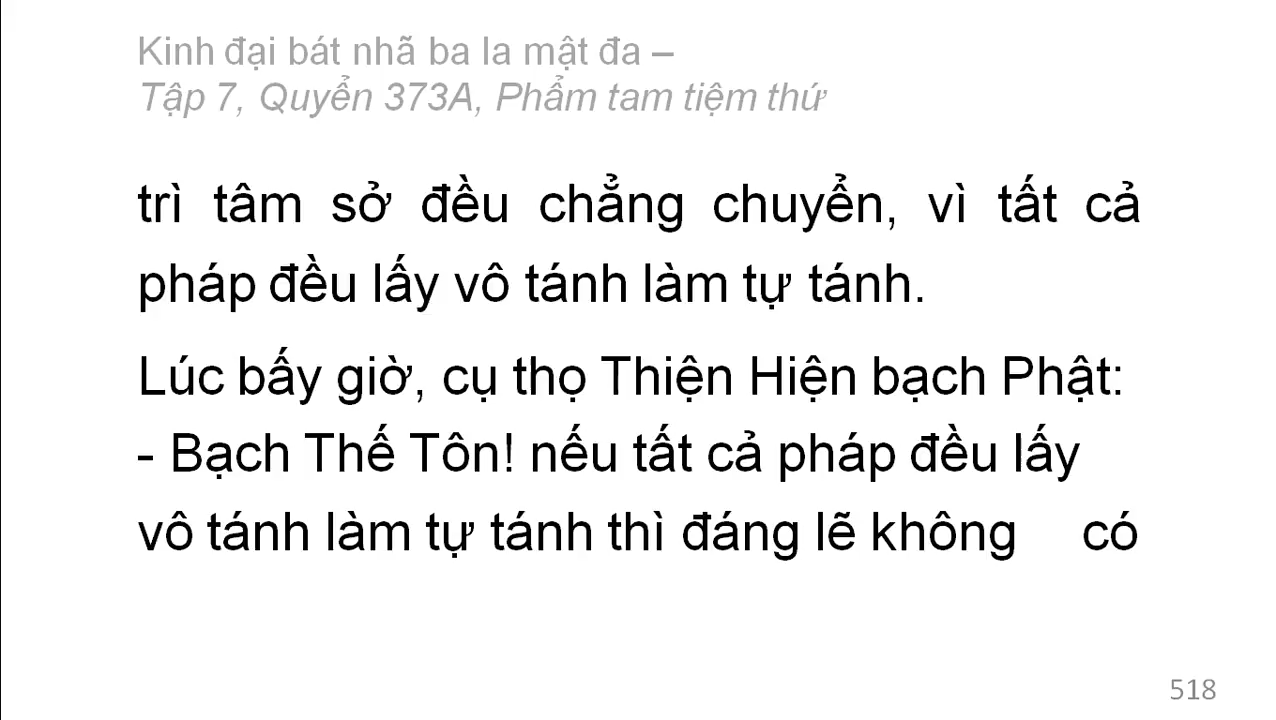 Kinh đại bát nhã ba la mật đa –
Tập 7, Quyển 373A, Phẩm tam tiệm thứ
trì tâm sở đều chẳng chuyển, vì tất cả
pháp đều lấy vô tánh làm tự tánh.
Lúc bấy giờ, cụ thọ Thiện Hiện bạch Phật:
- Bạch Thế Tôn! nếu tất cả pháp đều lấy
vô tánh làm tự tánh thì đáng lẽ không có
518